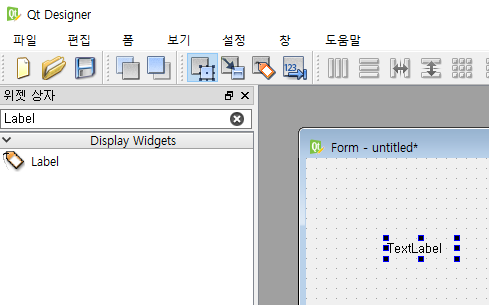 Qt Designer
파일 편집 폼 보기 설정 창 도움말
123
위젯 상자
Label
Display Widgets
Label
Qt Form - untitled*
TextLabel